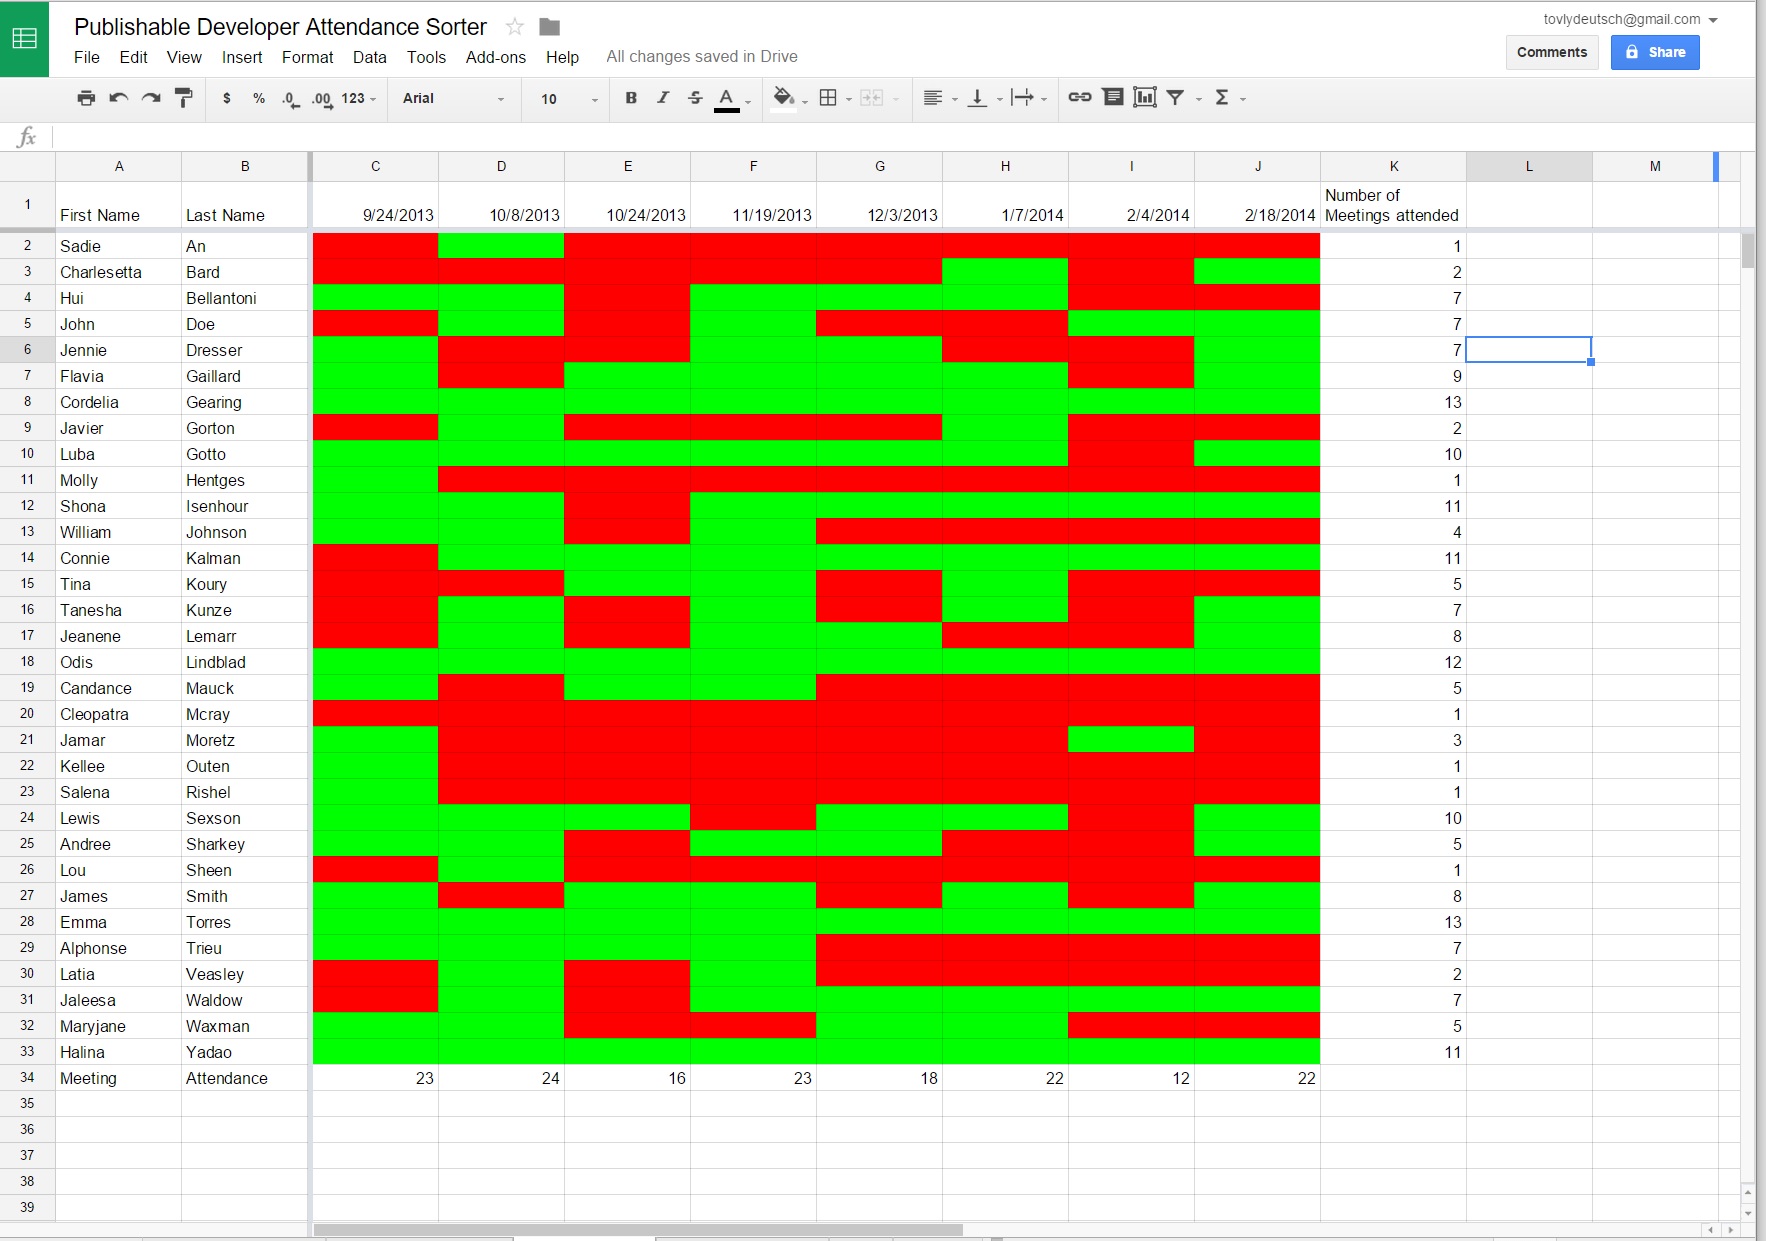 Publishable Developer Attendance Sorter
tovlydeutsch@gmail.com
File Edit View Insert Format Data Tools Add-ons Help All changes saved in Drive
Comments Share
$ % .0 .00 123 Arial 10 B I S A Σ
fx
A B C D E F G H I J K L M
1 First Name Last Name 9/24/2013 10/8/2013 10/24/2013 11/19/2013 12/3/2013 1/7/2014 2/4/2014 2/18/2014 Number of Meetings attended
2 Sadie An 1
3 Charlesetta Bard 2
4 Hui Bellantoni 7
5 John Doe 7
6 Jennie Dresser 7
7 Flavia Gaillard 9
8 Cordelia Gearing 13
9 Javier Gorton 2
10 Luba Gotto 10
11 Molly Hentges 1
12 Shona Isenhour 11
13 William Johnson 4
14 Connie Kalman 11
15 Tina Koury 5
16 Tanesha Kunze 7
17 Jeanene Lemarr 8
18 Odis Lindblad 12
19 Candance Mauck 5
20 Cleopatra Mcray 1
21 Jamar Moretz 3
22 Kellee Outen 1
23 Salena Rishel 1
24 Lewis Sexson 10
25 Andree Sharkey 5
26 Lou Sheen 1
27 James Smith 8
28 Emma Torres 13
29 Alphonse Trieu 7
30 Latia Veasley 2
31 Jaleesa Waldow 7
32 Maryjane Waxman 5
33 Halina Yadao 11
34 Meeting Attendance 23 24 16 23 18 22 12 22
35
36
37
38
39